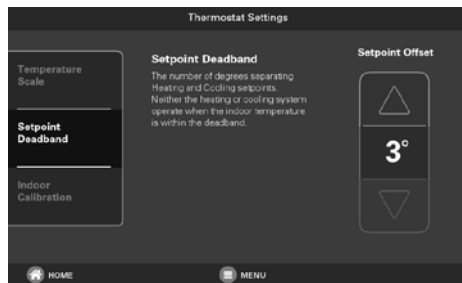 Thermostat Settings
Temperature
Scale
Setpoint
Deadband
Indoor
Calibration
Setpoint Deadband
The number of degrees separating
Heating and Cooling setpoints.
Neither the heating or cooling system
operate when the indoor temperature
is within the deadband.
Setpoint Offset
3°
HOME
MENU